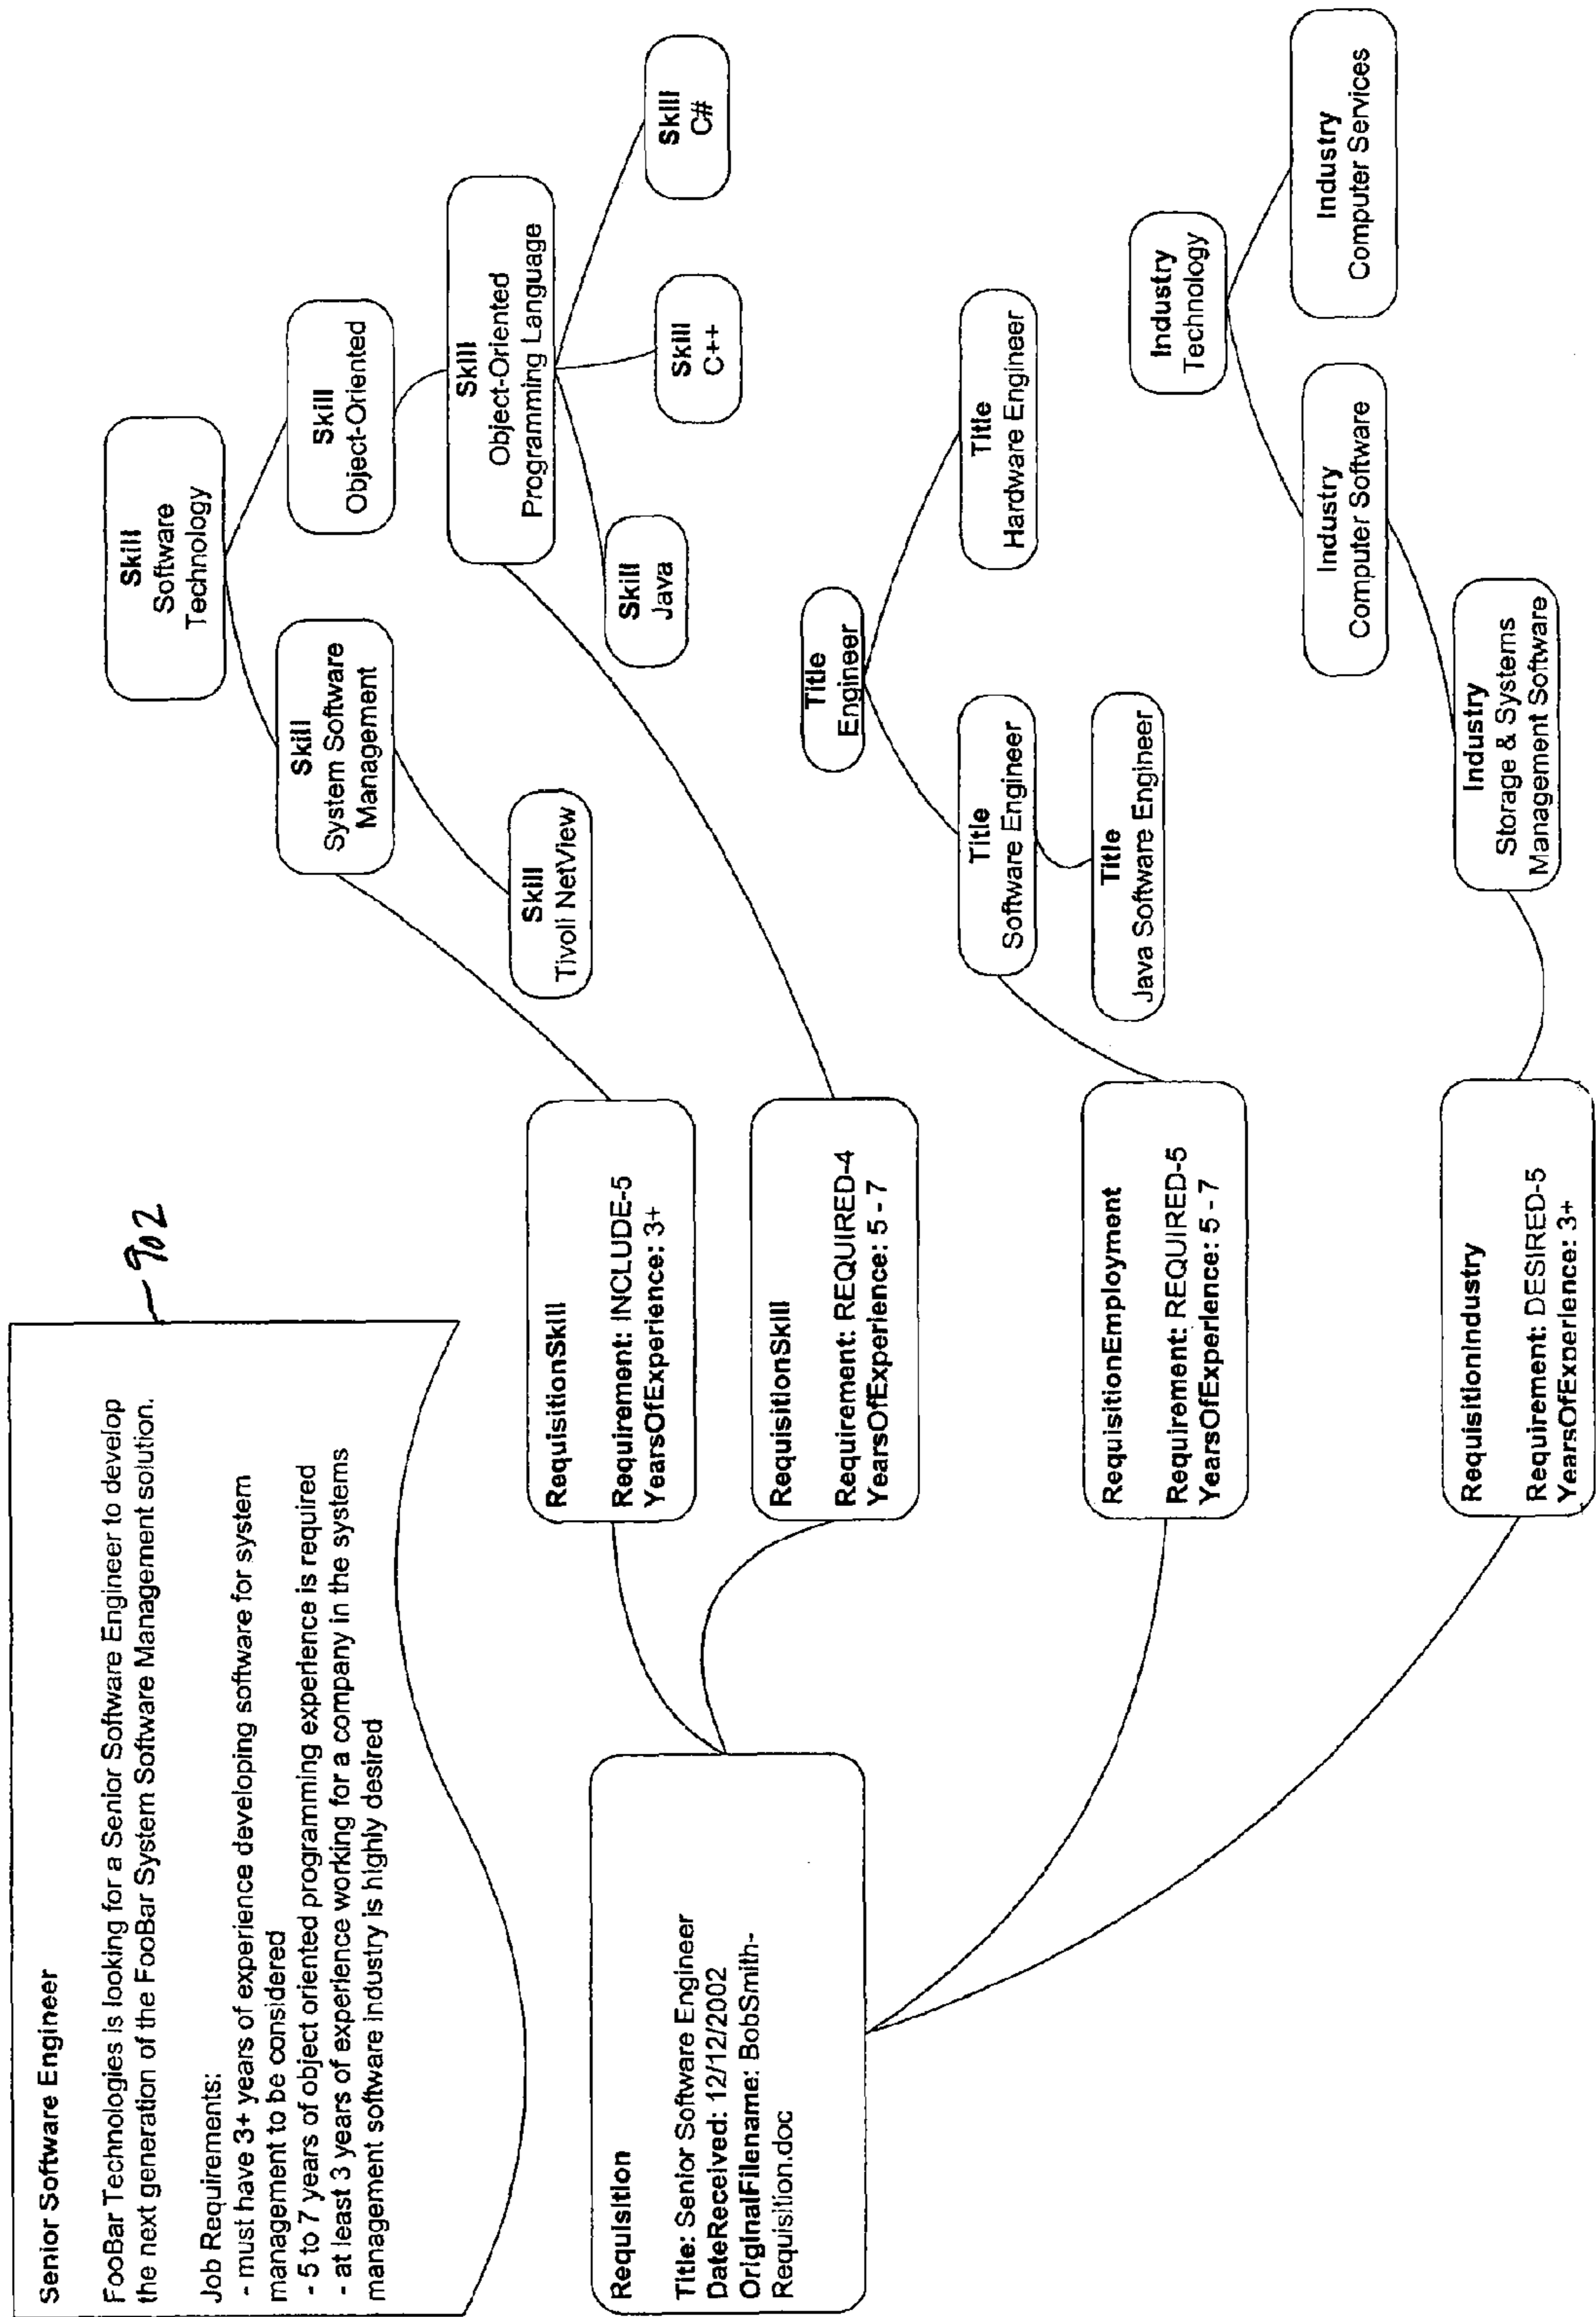 Senior Software Engineer
FooBar Technologies is looking for a Senior Software Engineer to develop
the next generation of the FooBar System Software Management solution.
Job Requirements:
- must have 3+ years of experience developing software for system
management to be considered
- 5 to 7 years of object oriented programming experience is required
- at least 3 years of experience working for a company in the systems
management software industry is highly desired
902
Requisition
Title: Senior Software Engineer
DateReceived: 12/12/2002
OriginalFilename: BobSmith-
Requisition.doc
RequisitionSkill
Requirement: INCLUDE-5
YearsOfExperience: 3+
RequisitionSkill
Requirement: REQUIRED-4
YearsOfExperience: 5 - 7
RequisitionEmployment
Requirement: REQUIRED-5
YearsOfExperience: 5 - 7
RequisitionIndustry
Requirement: DESIRED-5
YearsOfExperience: 3+
Skill
Software
Technology
Skill
System Software
Management
Skill
Object-Oriented
Skill
Tivoli NetView
Skill
Object-Oriented
Programming Language
Skill
Java
Skill
C++
Skill
C#
Title
Engineer
Title
Software Engineer
Title
Hardware Engineer
Title
Java Software Engineer
Industry
Technology
Industry
Computer Software
Industry
Computer Services
Industry
Storage & Systems
Management Software